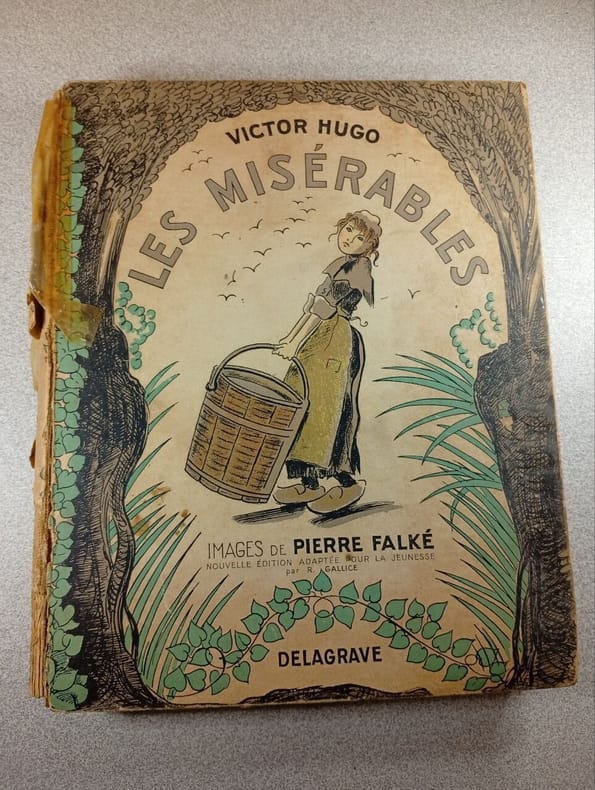 VICTOR HUGO
LES MISÉRABLES
IMAGES DE PIERRE FALKÉ
NOUVELLE ÉDITION ADAPTÉE POUR LA JEUNESSE
par R. GALLICE
DELAGRAVE